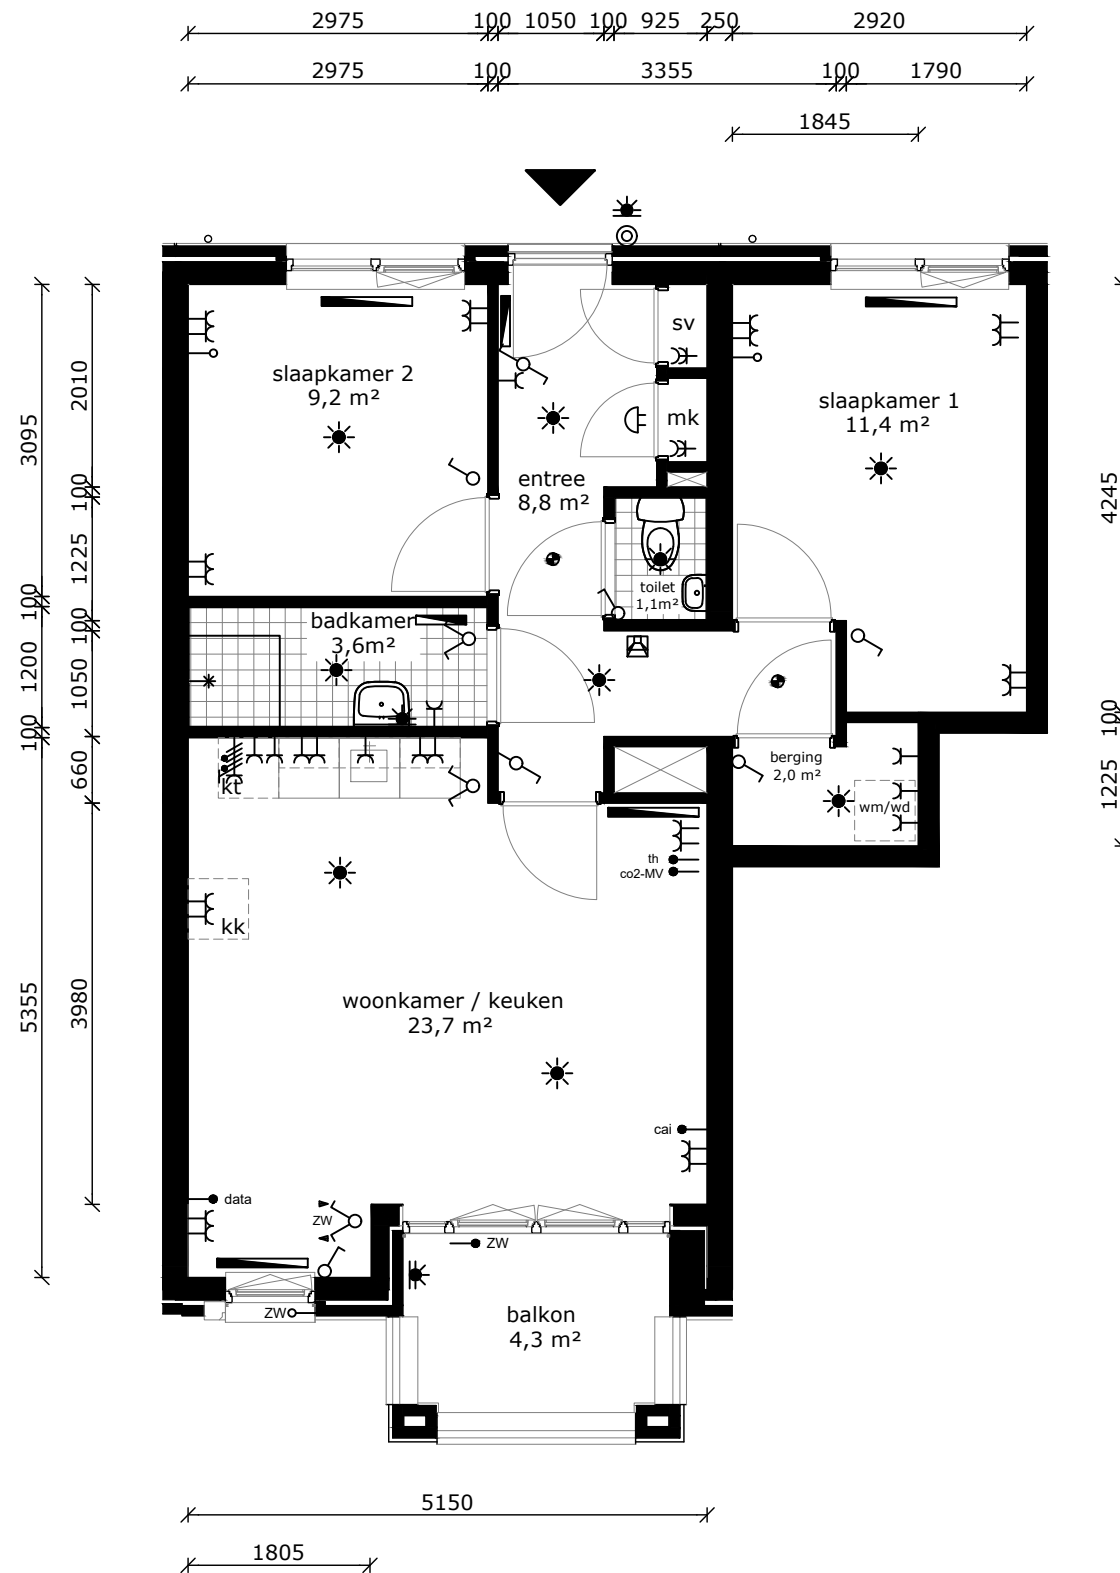 2975 100 1050 100 925 250 2920
2975 100 3355 100 1790
1845
sv
slaapkamer 2
9,2 m²
slaapkamer 1
11,4 m²
mk
entree
8,8 m²
toilet
1,1m²
badkamer
3,6m²
berging
2,0 m²
wm/wd
kt
th
co2-MV
kk
woonkamer / keuken
23,7 m²
cai
data
ZW
ZW
ZW
balkon
4,3 m²
3095
100
1200
100
5355
2010
100
1225
100
1050
660
3980
4245
100
1225
5150
1805